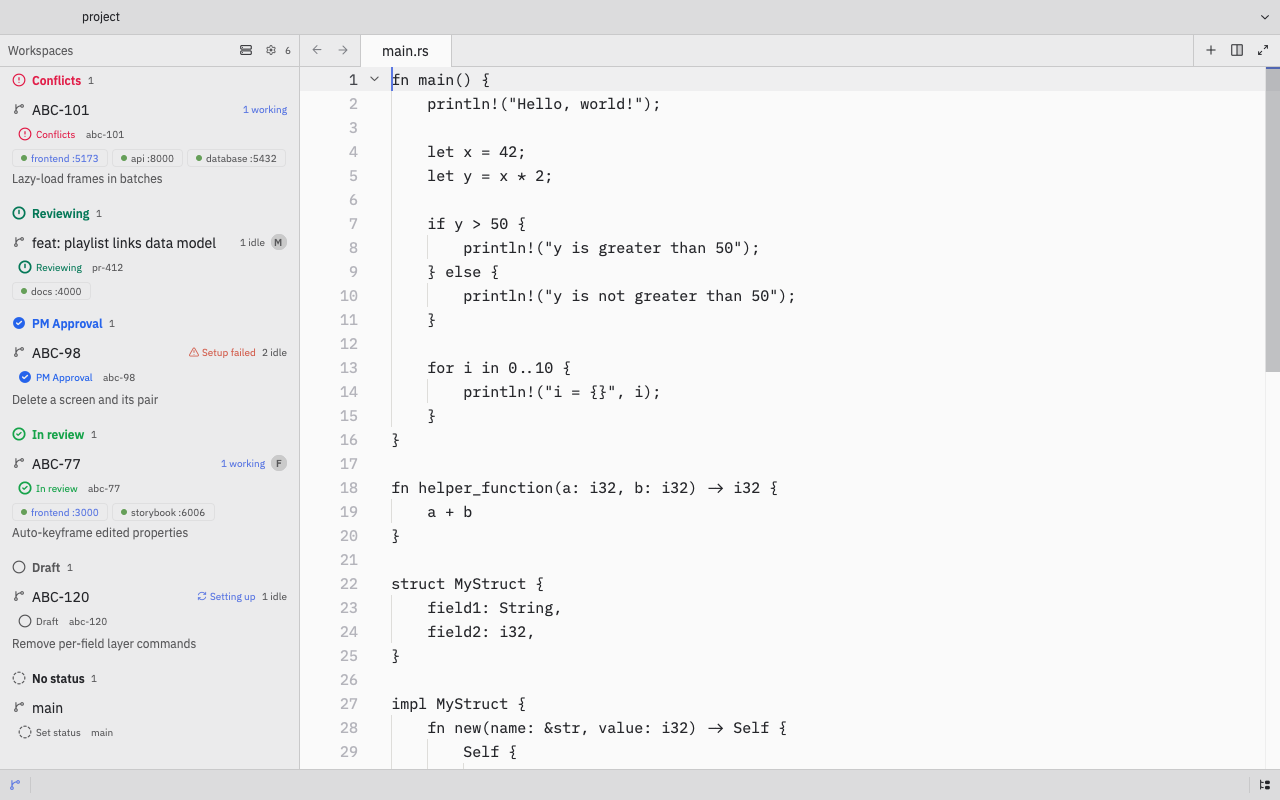 project
Workspaces 6
Conflicts 1
ABC-101 1 working
Conflicts abc-101
frontend :5173 api :8000 database :5432
Lazy-load frames in batches
Reviewing 1
feat: playlist links data model 1 idle M
Reviewing pr-412
docs :4000
PM Approval 1
ABC-98 Setup failed 2 idle
PM Approval abc-98
Delete a screen and its pair
In review 1
ABC-77 1 working F
In review abc-77
frontend :3000 storybook :6006
Auto-keyframe edited properties
Draft 1
ABC-120 Setting up 1 idle
Draft abc-120
Remove per-field layer commands
No status 1
main
Set status main
main.rs
1 fn main() {
2     println!("Hello, world!");
3
4     let x = 42;
5     let y = x * 2;
6
7     if y > 50 {
8         println!("y is greater than 50");
9     } else {
10         println!("y is not greater than 50");
11     }
12
13     for i in 0..10 {
14         println!("i = {}", i);
15     }
16 }
17
18 fn helper_function(a: i32, b: i32) -> i32 {
19     a + b
20 }
21
22 struct MyStruct {
23     field1: String,
24     field2: i32,
25 }
26
27 impl MyStruct {
28     fn new(name: &str, value: i32) -> Self {
29         Self {